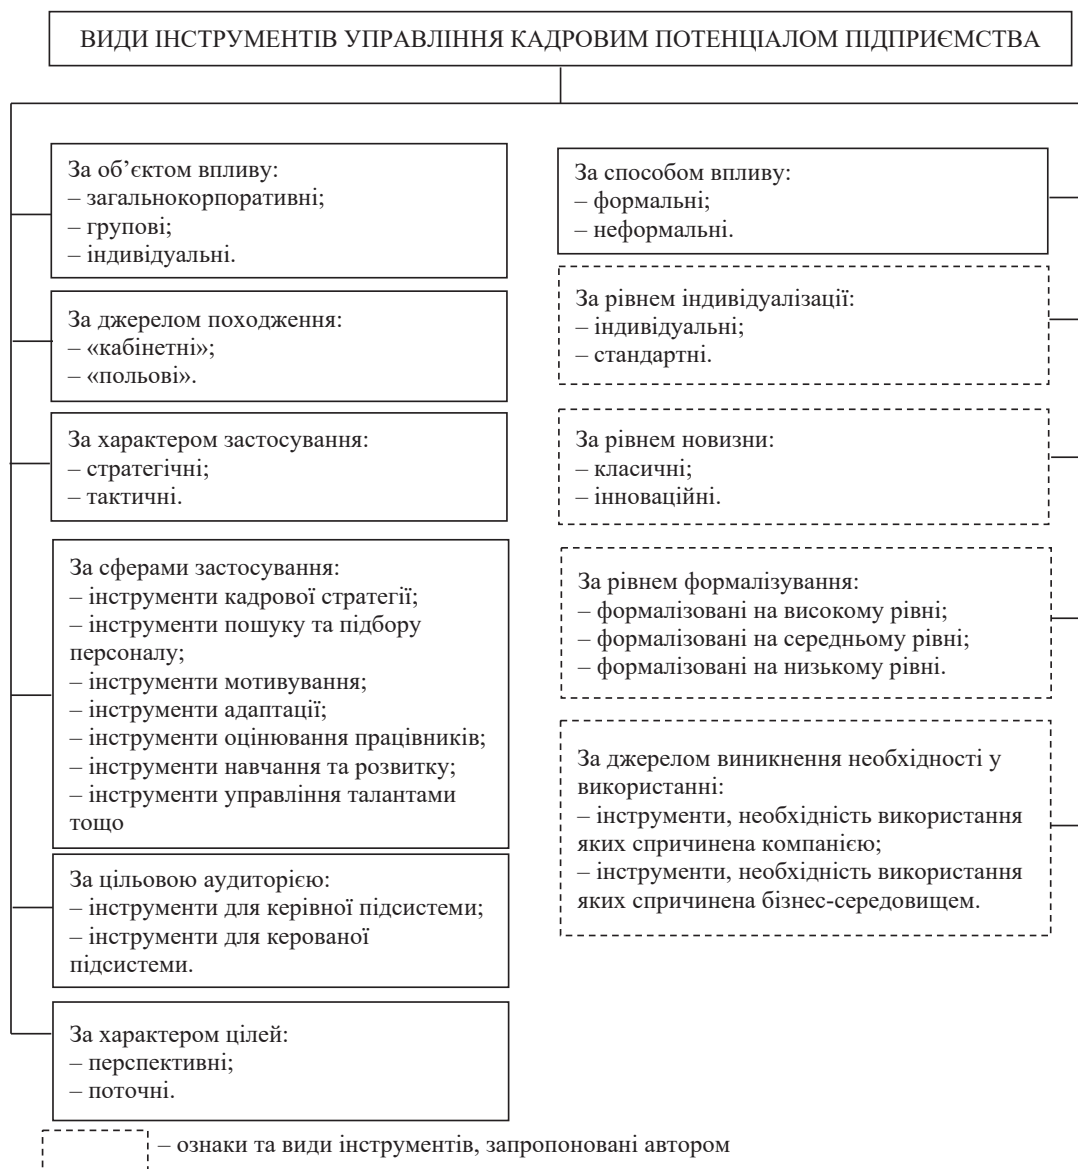 ВИДИ ІНСТРУМЕНТІВ УПРАВЛІННЯ КАДРОВИМ ПОТЕНЦІАЛОМ ПІДПРИЄМСТВА
За об’єктом впливу:
– загальнокорпоративні;
– групові;
– індивідуальні.
За джерелом походження:
– «кабінетні»;
– «польові».
За характером застосування:
– стратегічні;
– тактичні.
За сферами застосування:
– інструменти кадрової стратегії;
– інструменти пошуку та підбору
персоналу;
– інструменти мотивування;
– інструменти адаптації;
– інструменти оцінювання працівників;
– інструменти навчання та розвитку;
– інструменти управління талантами
тощо
За цільовою аудиторією:
– інструменти для керівної підсистеми;
– інструменти для керованої
підсистеми.
За характером цілей:
– перспективні;
– поточні.
За способом впливу:
– формальні;
– неформальні.
За рівнем індивідуалізації:
– індивідуальні;
– стандартні.
За рівнем новизни:
– класичні;
– інноваційні.
За рівнем формалізування:
– формалізовані на високому рівні;
– формалізовані на середньому рівні;
– формалізовані на низькому рівні.
За джерелом виникнення необхідності у
використанні:
– інструменти, необхідність використання
яких спричинена компанією;
– інструменти, необхідність використання
яких спричинена бізнес-середовищем.
– ознаки та види інструментів, запропоновані автором